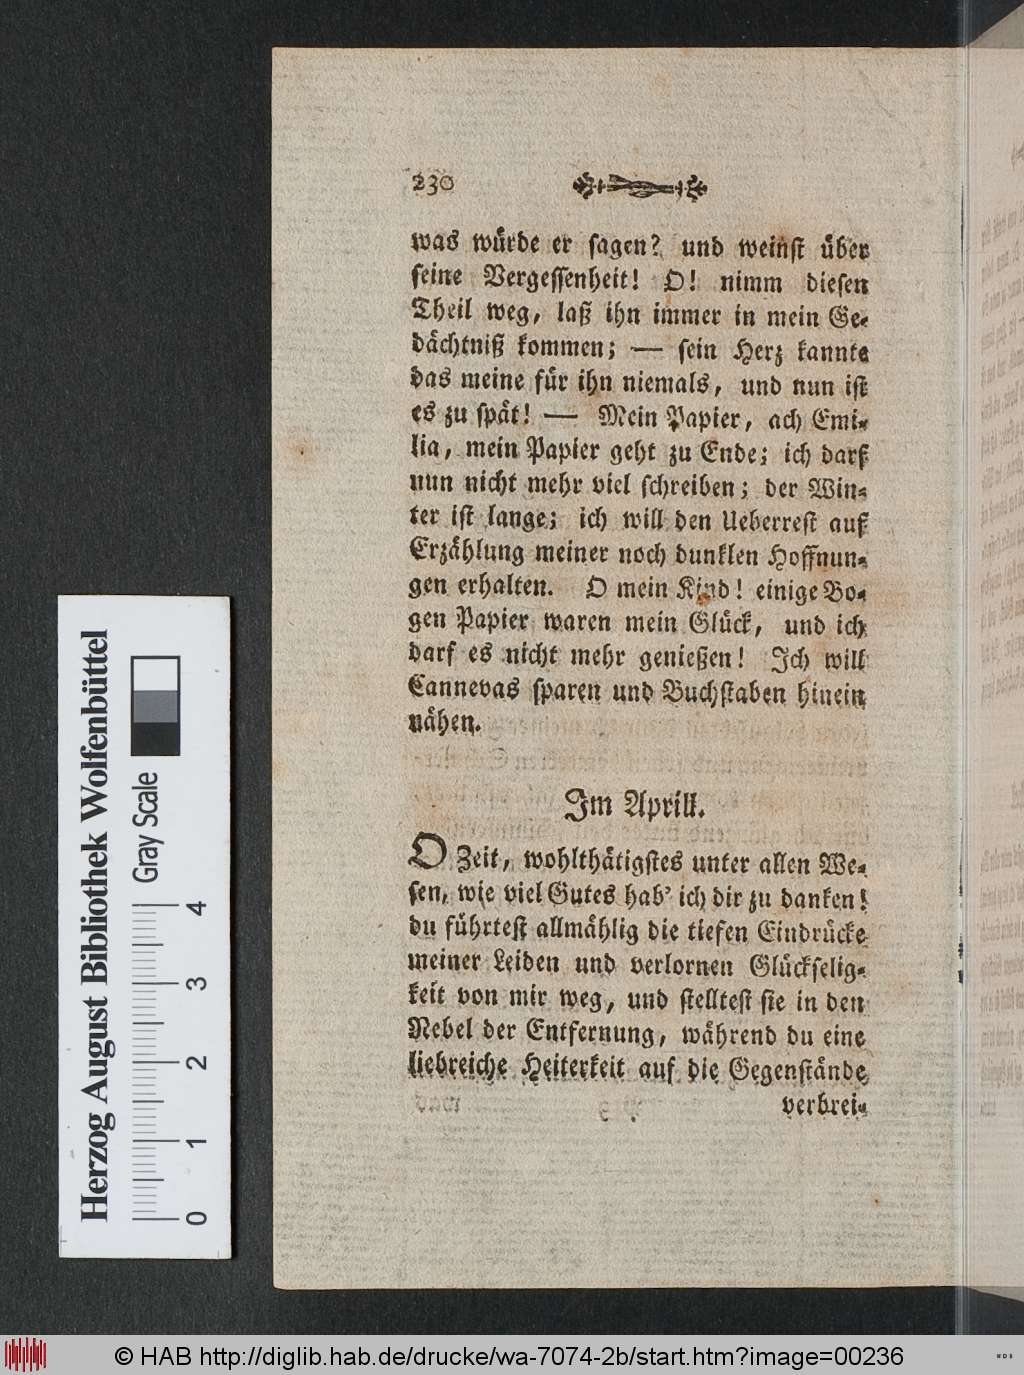 230
was würde er ſagen? und weinſt über
ſeine Vergeſſenheit! O! nimm dieſen
Theil weg, laß ihn immer in mein Ge-
dächtniß kommen; — ſein Herz kannte
das meine für ihn niemals, und nun iſt
es zu ſpät! — Mein Papier, ach Emi-
lia, mein Papier geht zu Ende; ich darf
nun nicht mehr viel ſchreiben; der Win-
ter iſt lange; ich will den Ueberreſt auf
Erzählung meiner noch dunklen Hoffnun-
gen erhalten. O mein Kind! einige Bo-
gen Papier waren mein Glück, und ich
darf es nicht mehr genießen! Ich will
Cannevas ſparen und Buchſtaben hinein
nähen.
Im Aprill.
O Zeit, wohlthätigſtes unter allen We-
ſen, wie viel Gutes hab' ich dir zu danken!
du führteſt allmählig die tiefen Eindrücke
meiner Leiden und verlornen Glückſelig-
keit von mir weg, und ſtellteſt ſie in den
Nebel der Entfernung, während du eine
liebreiche Heiterkeit auf die Gegenſtände
verbrei-
Herzog August Bibliothek Wolfenbüttel
Gray Scale
0 1 2 3 4
© HAB http://diglib.hab.de/drucke/wa-7074-2b/start.htm?image=00236